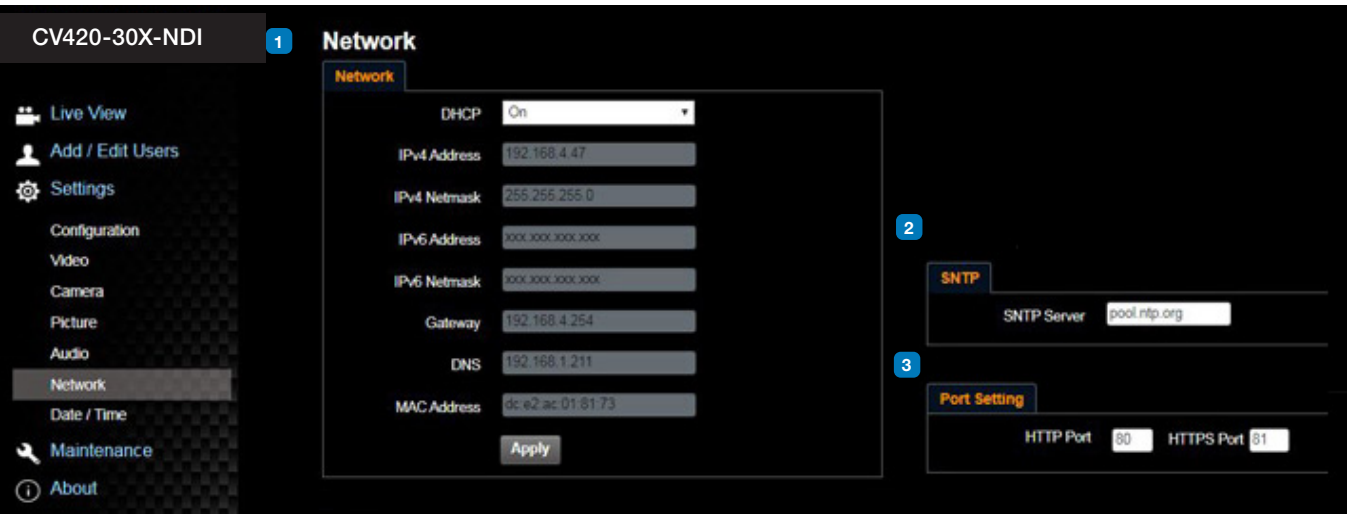 CV420-30X-NDI
Live View
Add / Edit Users
Settings
Configuration
Video
Camera
Picture
Audio
Network
Date / Time
Maintenance
About
1 Network
Network
DHCP On
IPv4 Address 192.168.4.47
IPv4 Netmask 255.255.255.0
IPv6 Address xxx.xxx.xxx.xxx
IPv6 Netmask xxx.xxx.xxx.xxx
Gateway 192.168.4.254
DNS 192.168.1.211
MAC Address dc:e2:ac:01:81:73
Apply
2
SNTP
SNTP Server pool.ntp.org
3
Port Setting
HTTP Port 80 HTTPS Port 81